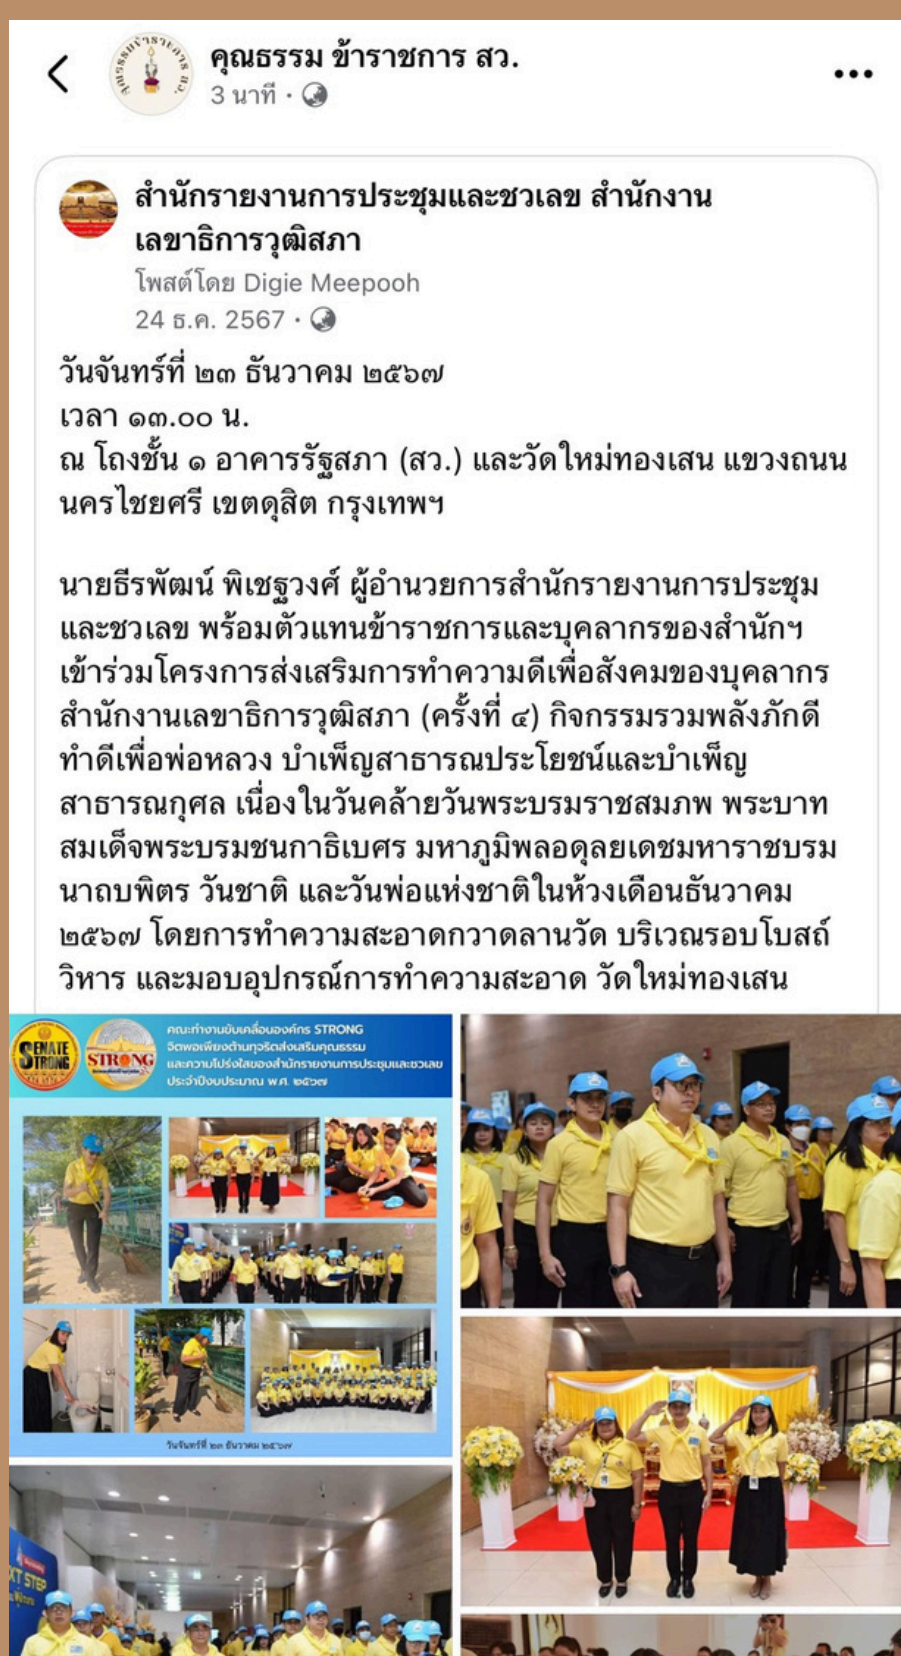 คุณธรรม ข้าราชการ สว.
3 นาที ·
สำนักรายงานการประชุมและชวเลข สำนักงาน
เลขาธิการวุฒิสภา
โพสต์โดย Digie Meepooh
24 ธ.ค. 2567 ·
วันจันทร์ที่ ๒๓ ธันวาคม ๒๕๖๗
เวลา ๑๓.๐๐ น.
ณ โถงชั้น ๑ อาคารรัฐสภา (สว.) และวัดใหม่ทองเสน แขวงถนน
นครไชยศรี เขตดุสิต กรุงเทพฯ
นายธีรพัฒน์ พิเชฐวงศ์ ผู้อำนวยการสำนักรายงานการประชุม
และชวเลข พร้อมตัวแทนข้าราชการและบุคลากรของสำนักฯ
เข้าร่วมโครงการส่งเสริมการทำความดีเพื่อสังคมของบุคลากร
สำนักงานเลขาธิการวุฒิสภา (ครั้งที่ ๔) กิจกรรมรวมพลังภักดี
ทำดีเพื่อพ่อหลวง บำเพ็ญสาธารณประโยชน์และบำเพ็ญ
สาธารณกุศล เนื่องในวันคล้ายวันพระบรมราชสมภพ พระบาท
สมเด็จพระบรมชนกาธิเบศร มหาภูมิพลอดุลยเดชมหาราชบรม
นาถบพิตร วันชาติ และวันพ่อแห่งชาติในห้วงเดือนธันวาคม
๒๕๖๗ โดยการทำความสะอาดกวาดลานวัด บริเวณรอบโบสถ์
วิหาร และมอบอุปกรณ์การทำความสะอาด วัดใหม่ทองเสน
SENATE
STRONG
STRONG
คณะทำงานขับเคลื่อนองค์กร STRONG
จิตพอเพียงต้านทุจริตส่งเสริมคุณธรรม
และความโปร่งใสของสำนักรายงานการประชุมและชวเลข
ประจำปีงบประมาณ พ.ศ. ๒๕๖๗
วันจันทร์ที่ ๒๓ ธันวาคม ๒๕๖๗
XT STEP